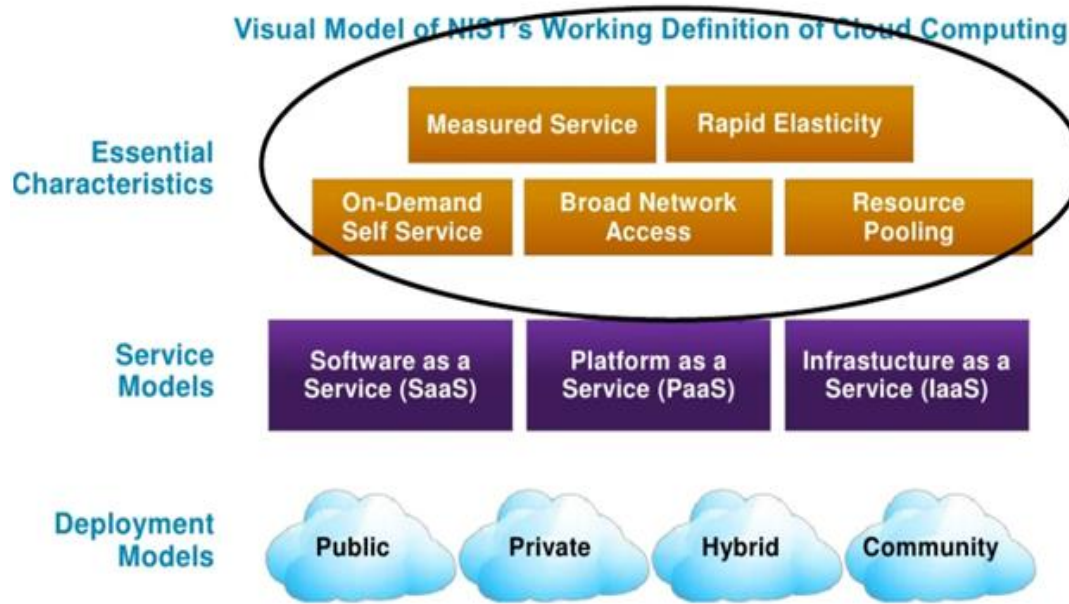 Visual Model of NIST's Working Definition of Cloud Computing
Essential
Characteristics
Measured Service
Rapid Elasticity
On-Demand
Self Service
Broad Network
Access
Resource
Pooling
Service
Models
Software as a
Service (SaaS)
Platform as a
Service (PaaS)
Infrastucture as a
Service (IaaS)
Deployment
Models
Public
Private
Hybrid
Community